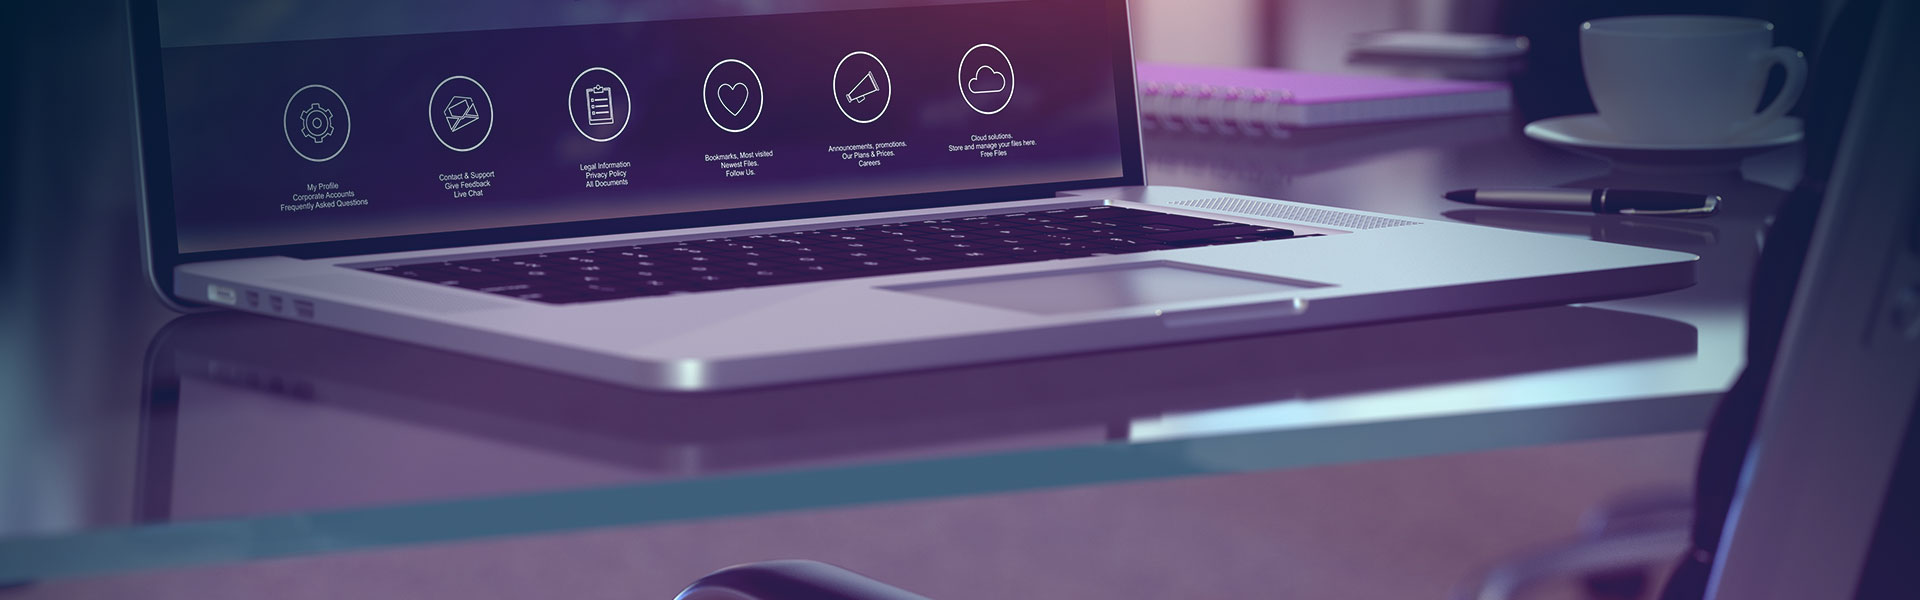 My Profile
Corporate Accounts
Frequently Asked Questions
Contact & Support
Give Feedback
Live Chat
Legal Information
Privacy Policy
All Documents
Bookmarks, Most visited
Newest Files.
Follow Us.
Announcements, promotions.
Our Plans & Prices.
Careers
Cloud solutions.
Store and manage your files here.
Free Files